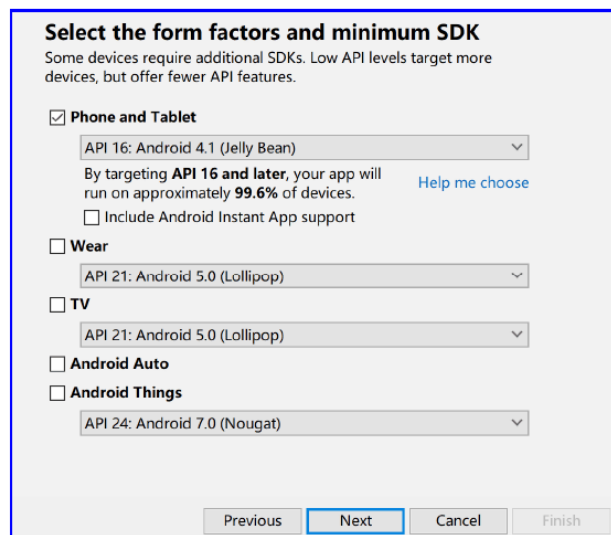 Select the form factors and minimum SDK
Some devices require additional SDKs. Low API levels target more
devices, but offer fewer API features.
Phone and Tablet
API 16: Android 4.1 (Jelly Bean)
By targeting API 16 and later, your app will
run on approximately 99.6% of devices.
Help me choose
Include Android Instant App support
Wear
API 21: Android 5.0 (Lollipop)
TV
API 21: Android 5.0 (Lollipop)
Android Auto
Android Things
API 24: Android 7.0 (Nougat)
Previous Next Cancel Finish